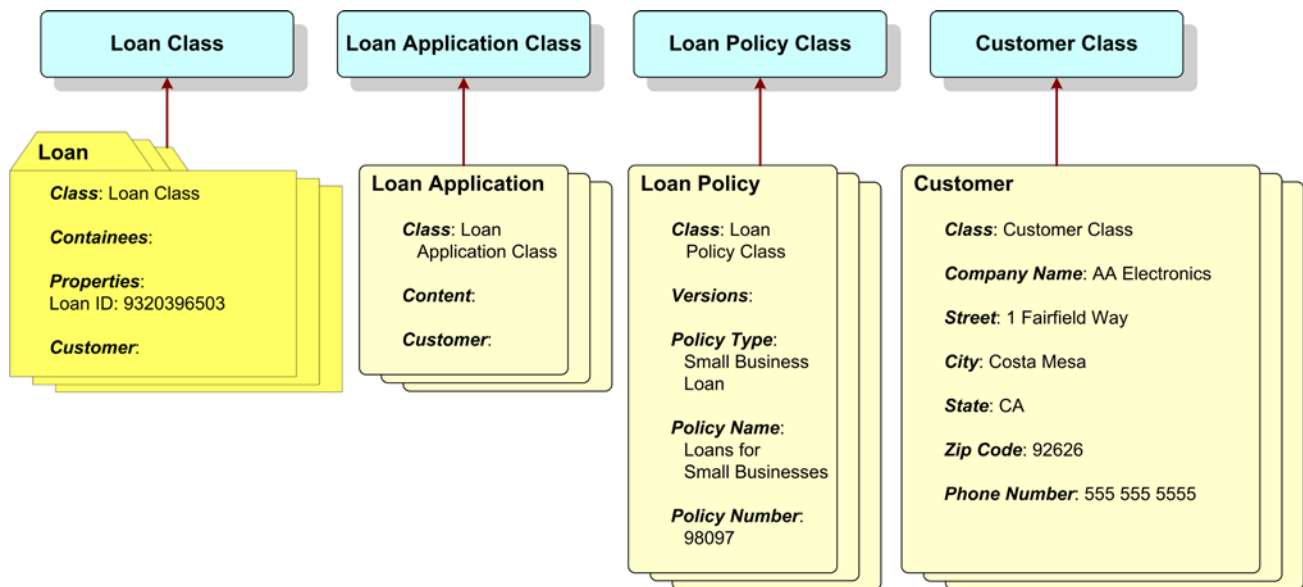 Loan Class
Loan Application Class
Loan Policy Class
Customer Class
Loan
Class: Loan Class
Containees:
Properties:
Loan ID: 9320396503
Customer:
Loan Application
Class: Loan
Application Class
Content:
Customer:
Loan Policy
Class: Loan
Policy Class
Versions:
Policy Type:
Small Business
Loan
Policy Name:
Loans for
Small Businesses
Policy Number:
98097
Customer
Class: Customer Class
Company Name: AA Electronics
Street: 1 Fairfield Way
City: Costa Mesa
State: CA
Zip Code: 92626
Phone Number: 555 555 5555